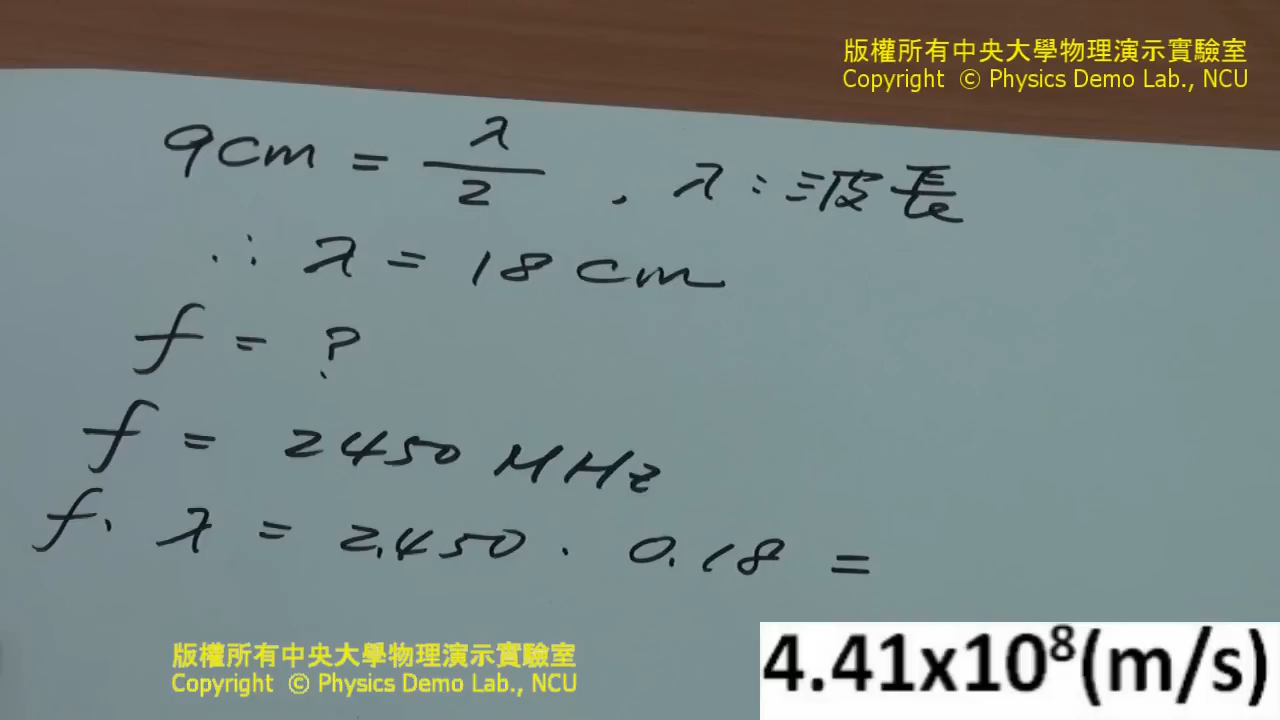 版權所有中央大學物理演示實驗室
Copyright © Physics Demo Lab., NCU
9cm = λ/2 , λ : 波長
∴ λ = 18 cm
f = ?
f = 2450 MHz
f. λ = 2.450 . 0.18 =
4.41x10⁸(m/s)
版權所有中央大學物理演示實驗室
Copyright © Physics Demo Lab., NCU